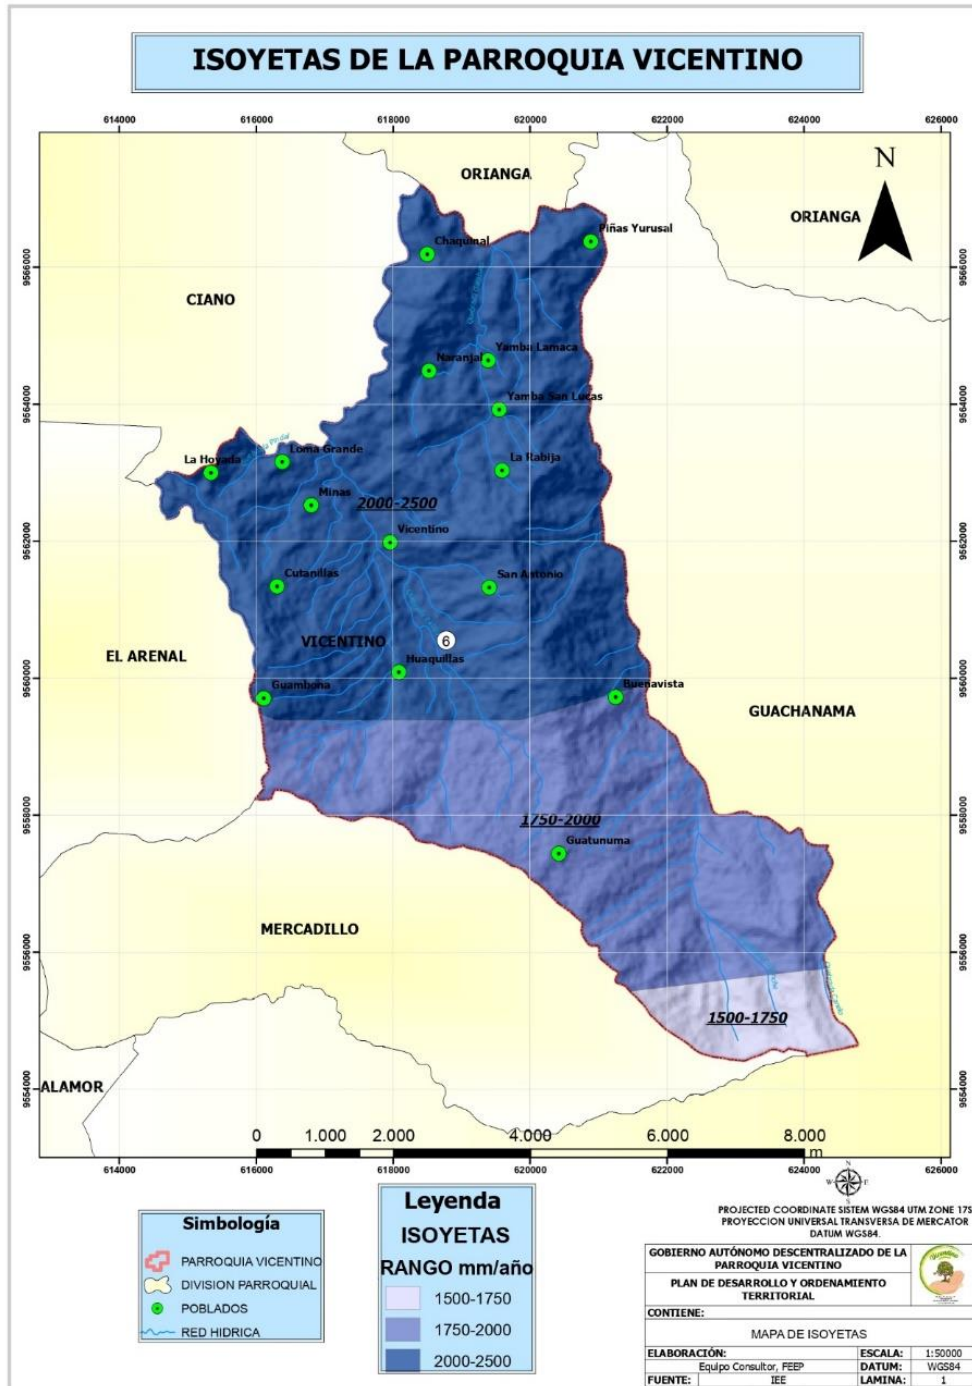 ISOYETAS DE LA PARROQUIA VICENTINO
614000 616000 618000 620000 622000 624000 626000
N
ORIANGA
ORIANGA
Piñas Yurusal
Chaquinal
9566000 9566000
CIANO
Yamba Lamaca
Naranjal
Yamba San Lucas
9564000 9564000
Loma Grande
La Hoyada
La Rabija
Minas
2000-2500
Vicentino
9562000 9562000
Cutanillas
San Antonio
VICENTINO
6
EL ARENAL
Huaquillas
9560000 9560000
Guambona
Buenavista
GUACHANAMA
1750-2000
9558000 9558000
Guatunuma
MERCADILLO
9556000 9556000
1500-1750
ALAMOR
9554000 9554000
0 1.000 2.000 4.000 6.000 8.000
m
614000 616000 618000 620000 622000 624000 626000
N
W E
S
Simbología
PARROQUIA VICENTINO
DIVISION PARROQUIAL
POBLADOS
RED HIDRICA
Leyenda
ISOYETAS
RANGO mm/año
1500-1750
1750-2000
2000-2500
PROJECTED COORDINATE SISTEM WGS84 UTM ZONE 17S
PROYECCION UNIVERSAL TRANSVERSA DE MERCATOR
DATUM WGS84.
GOBIERNO AUTÓNOMO DESCENTRALIZADO DE LA
PARROQUIA VICENTINO
PLAN DE DESARROLLO Y ORDENAMIENTO
TERRITORIAL
CONTIENE:
MAPA DE ISOYETAS
ELABORACIÓN: ESCALA: 1:50000
Equipo Consultor, FEEP DATUM: WGS84
FUENTE: IEE LAMINA: 1